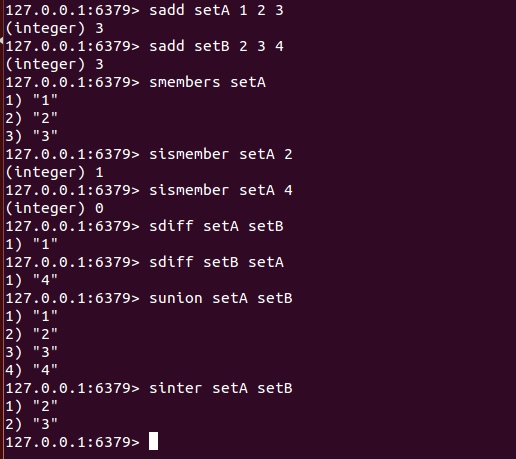 127.0.0.1:6379> sadd setA 1 2 3
(integer) 3
127.0.0.1:6379> sadd setB 2 3 4
(integer) 3
127.0.0.1:6379> smembers setA
1) "1"
2) "2"
3) "3"
127.0.0.1:6379> sismember setA 2
(integer) 1
127.0.0.1:6379> sismember setA 4
(integer) 0
127.0.0.1:6379> sdiff setA setB
1) "1"
127.0.0.1:6379> sdiff setB setA
1) "4"
127.0.0.1:6379> sunion setA setB
1) "1"
2) "2"
3) "3"
4) "4"
127.0.0.1:6379> sinter setA setB
1) "2"
2) "3"
127.0.0.1:6379>